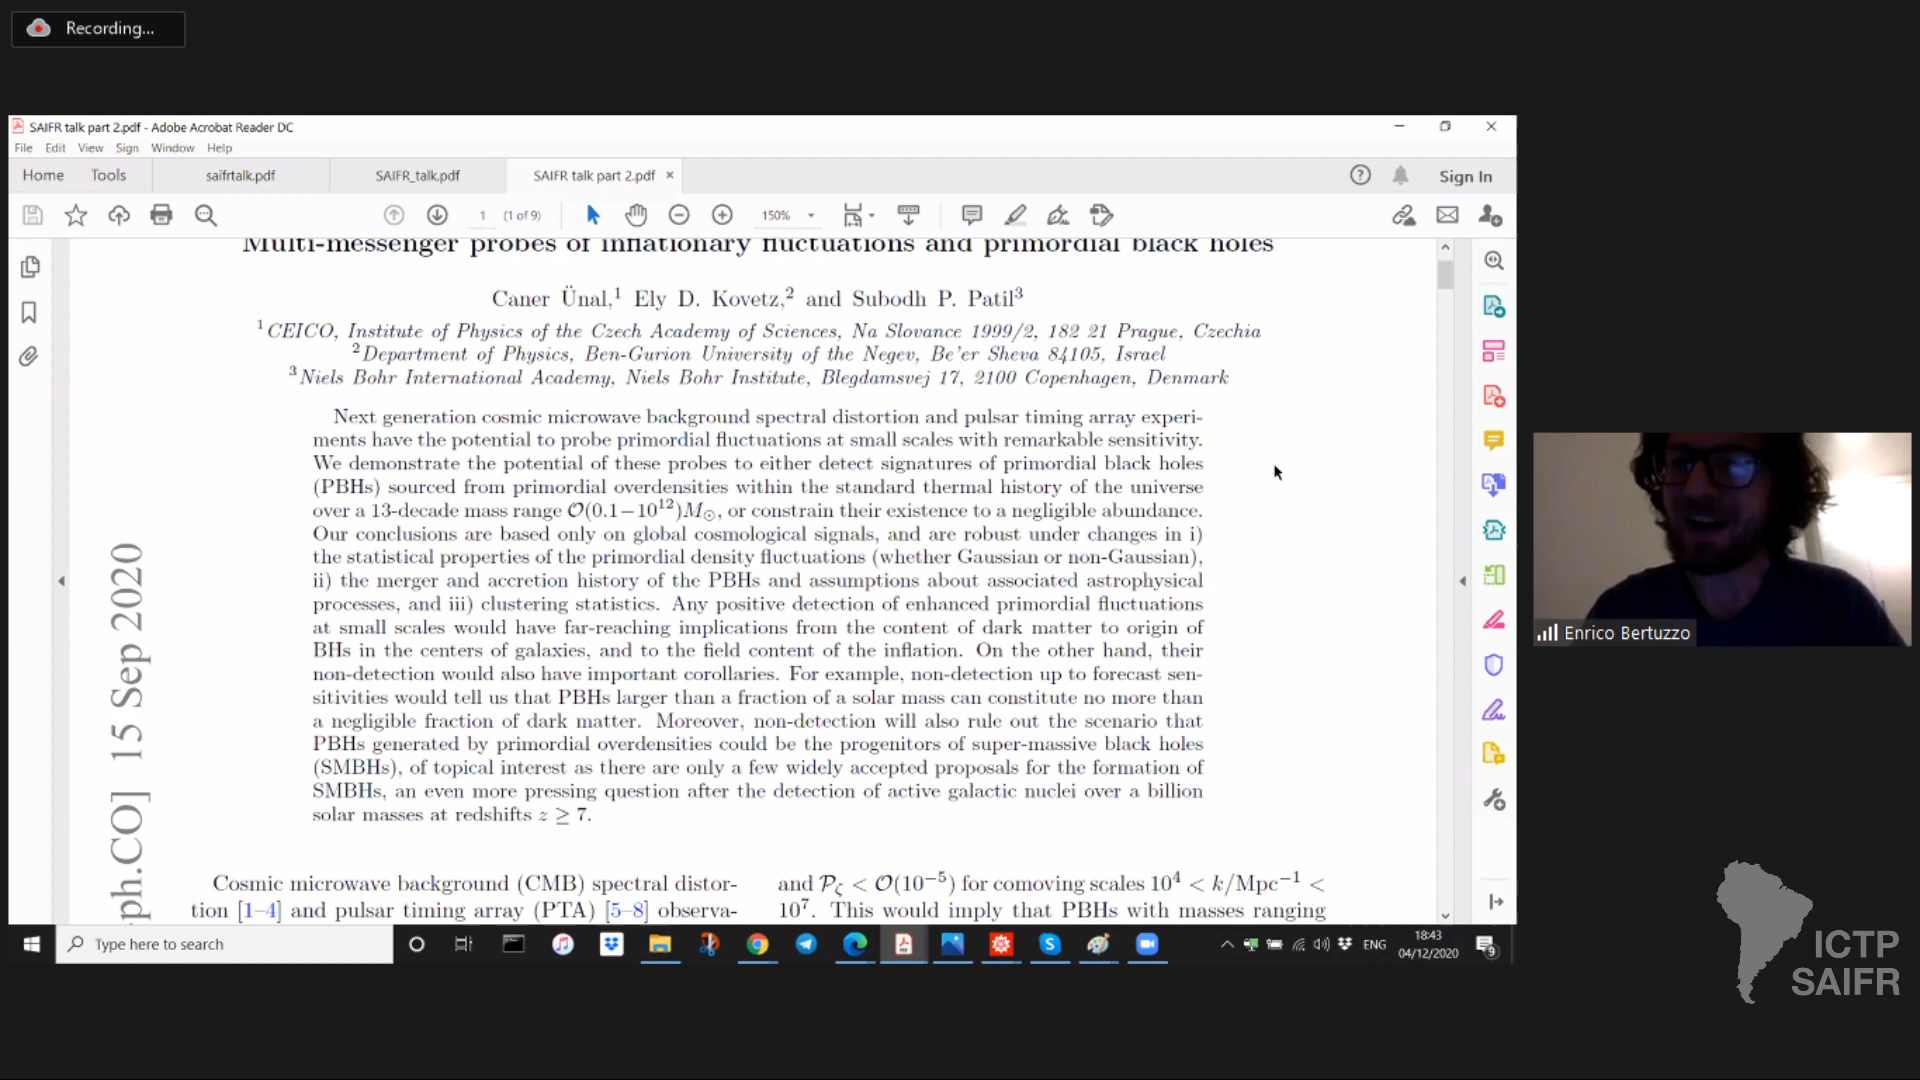 Recording...
SAIFR talk part 2.pdf - Adobe Acrobat Reader DC
File Edit View Sign Window Help
Home Tools saifrtalk.pdf SAIFR_talk.pdf SAIFR talk part 2.pdf × Sign In
1 (1 of 9) 150%
Multi-messenger probes of inflationary fluctuations and primordial black holes
Caner Ünal,¹ Ely D. Kovetz,² and Subodh P. Patil³
¹CEICO, Institute of Physics of the Czech Academy of Sciences, Na Slovance 1999/2, 182 21 Prague, Czechia
²Department of Physics, Ben-Gurion University of the Negev, Be'er Sheva 84105, Israel
³Niels Bohr International Academy, Niels Bohr Institute, Blegdamsvej 17, 2100 Copenhagen, Denmark
Next generation cosmic microwave background spectral distortion and pulsar timing array experi-
ments have the potential to probe primordial fluctuations at small scales with remarkable sensitivity.
We demonstrate the potential of these probes to either detect signatures of primordial black holes
(PBHs) sourced from primordial overdensities within the standard thermal history of the universe
over a 13-decade mass range O(0.1−10¹²)M⊙, or constrain their existence to a negligible abundance.
Our conclusions are based only on global cosmological signals, and are robust under changes in i)
the statistical properties of the primordial density fluctuations (whether Gaussian or non-Gaussian),
ii) the merger and accretion history of the PBHs and assumptions about associated astrophysical
processes, and iii) clustering statistics. Any positive detection of enhanced primordial fluctuations
at small scales would have far-reaching implications from the content of dark matter to origin of
BHs in the centers of galaxies, and to the field content of the inflation. On the other hand, their
non-detection would also have important corollaries. For example, non-detection up to forecast sen-
sitivities would tell us that PBHs larger than a fraction of a solar mass can constitute no more than
a negligible fraction of dark matter. Moreover, non-detection will also rule out the scenario that
PBHs generated by primordial overdensities could be the progenitors of super-massive black holes
(SMBHs), of topical interest as there are only a few widely accepted proposals for the formation of
SMBHs, an even more pressing question after the detection of active galactic nuclei over a billion
solar masses at redshifts z ≥ 7.
ph.CO] 15 Sep 2020
Cosmic microwave background (CMB) spectral distor-
tion [1–4] and pulsar timing array (PTA) [5–8] observa-
and Pζ < O(10⁻⁵) for comoving scales 10⁴ < k/Mpc⁻¹ <
10⁷. This would imply that PBHs with masses ranging
Enrico Bertuzzo
Type here to search
ENG
18:43
04/12/2020
9
ICTP
SAIFR